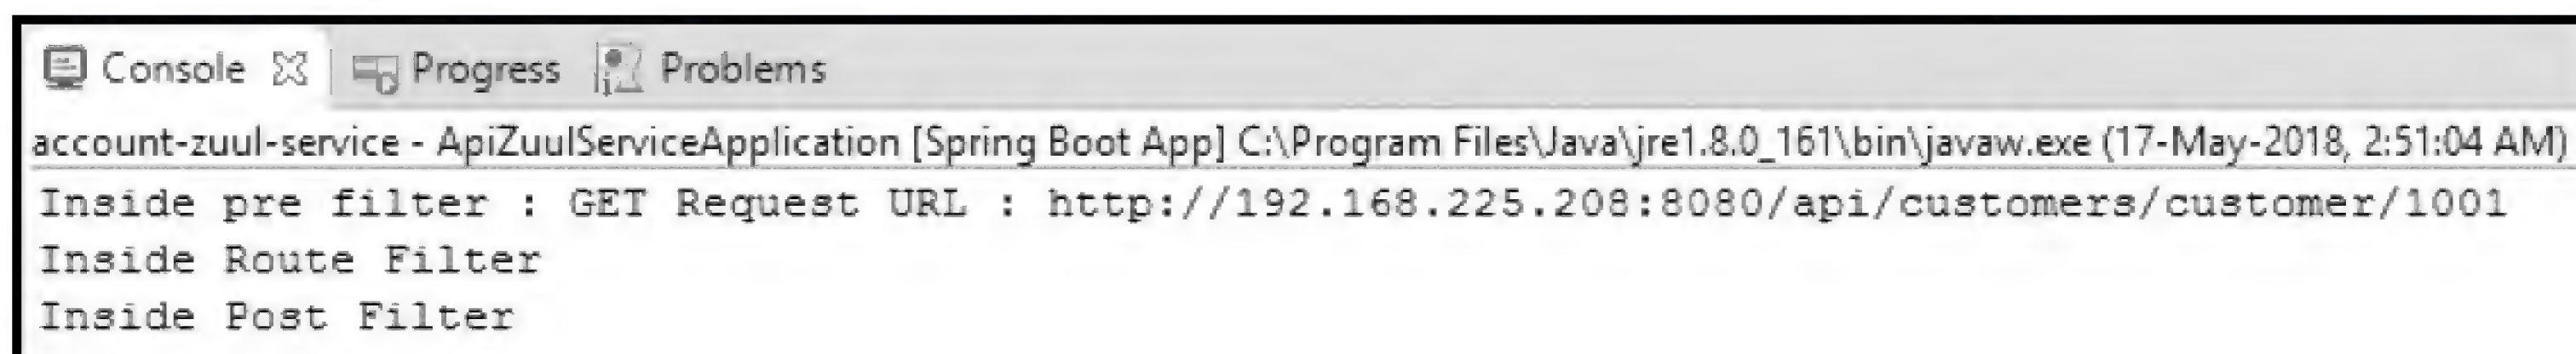 Console Progress Problems
account-zuul-service - ApiZuulServiceApplication [Spring Boot App] C:\Program Files\Java\jre1.8.0_161\bin\javaw.exe (17-May-2018, 2:51:04 AM)
Inside pre filter : GET Request URL : http://192.168.225.208:8080/api/customers/customer/1001
Inside Route Filter
Inside Post Filter